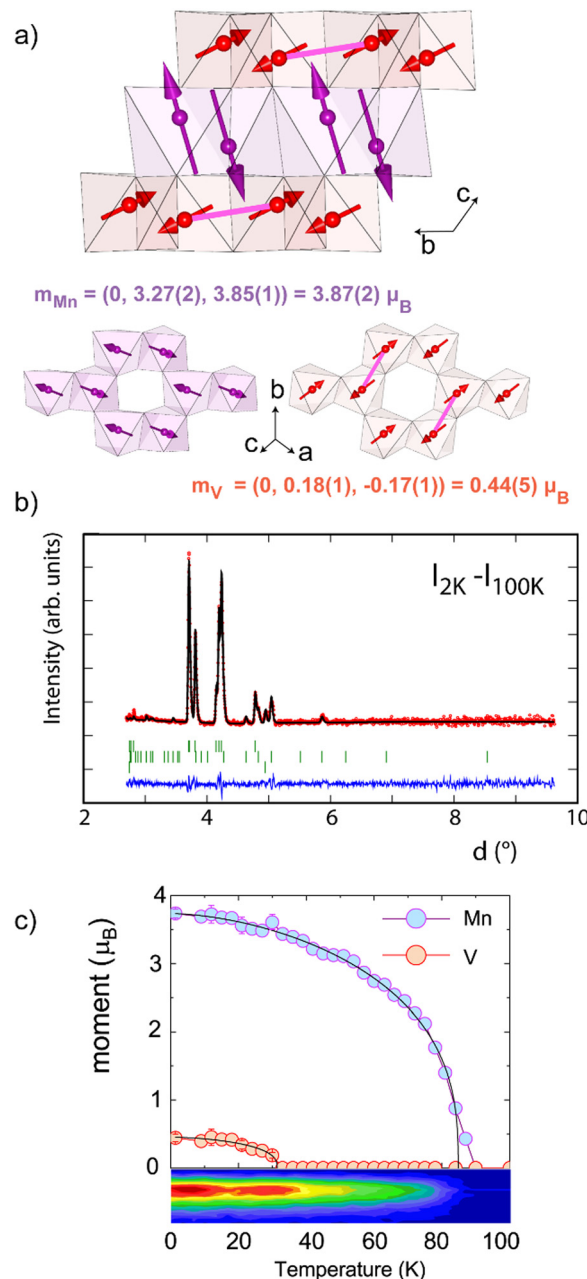 a)
c
b
m_Mn = (0, 3.27(2), 3.85(1)) = 3.87(2) μ_B
b
c
a
m_V = (0, 0.18(1), -0.17(1)) = 0.44(5) μ_B
b)
I_2K -I_100K
Intensity (arb. units)
2 4 6 8 10
d (°)
c)
4
3
2
1
0
moment (μ_B)
Mn
V
0 20 40 60 80 100
Temperature (K)